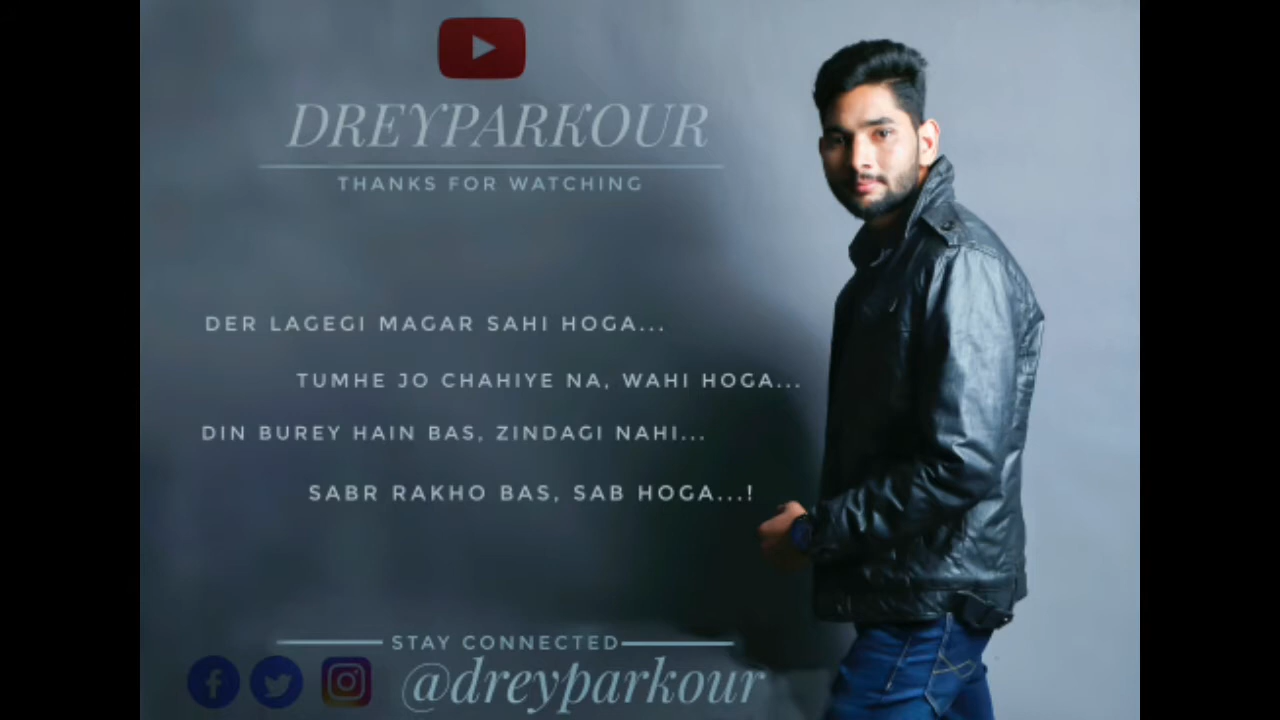 DREYPARKOUR
THANKS FOR WATCHING
DER LAGEGI MAGAR SAHI HOGA...
TUMHE JO CHAHIYE NA, WAHI HOGA...
DIN BUREY HAIN BAS, ZINDAGI NAHI...
SABR RAKHO BAS, SAB HOGA...!
STAY CONNECTED
@dreyparkour